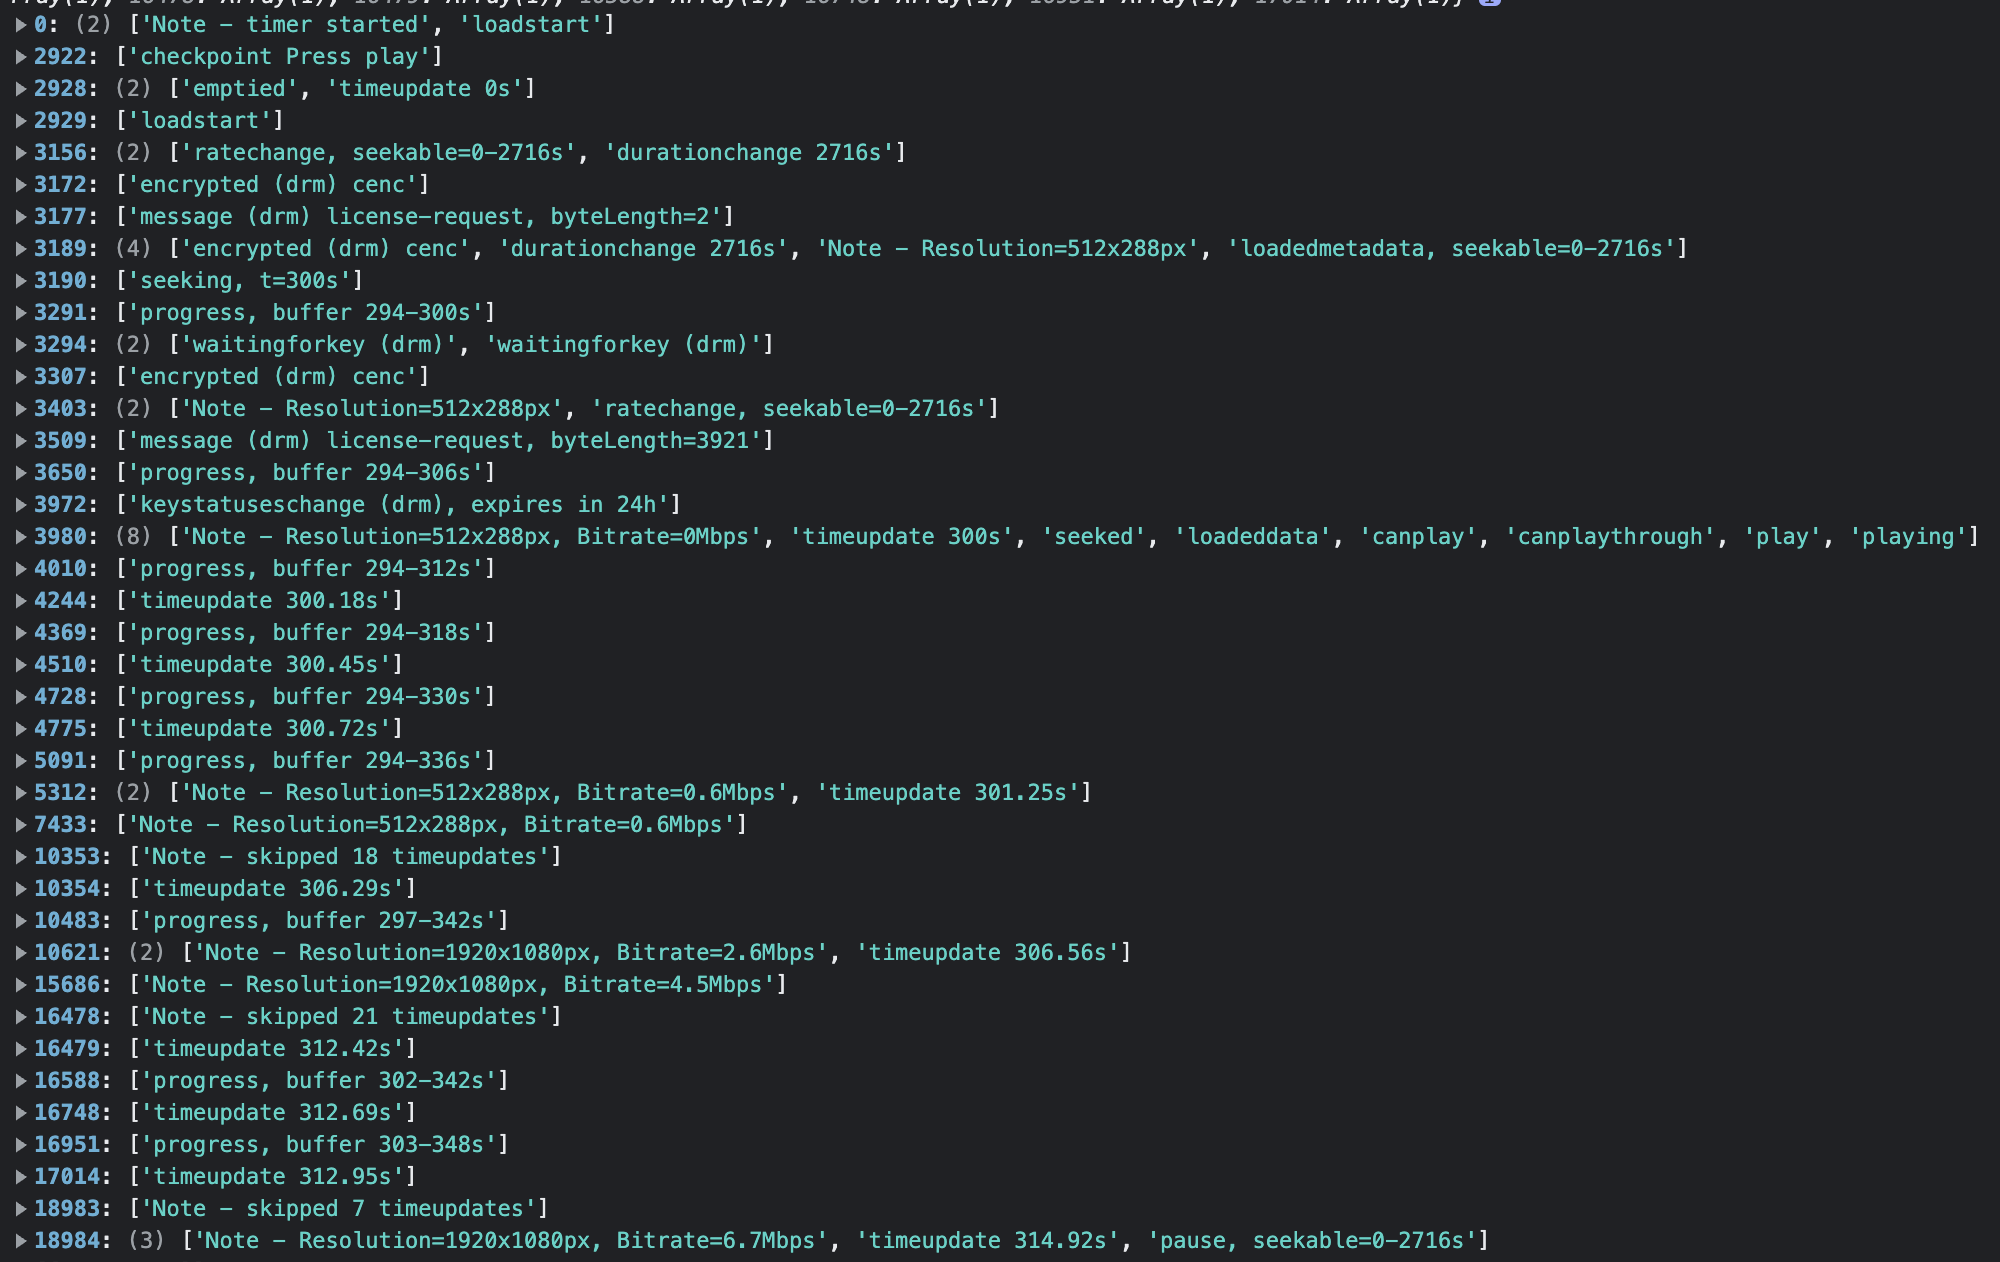 0: (2) ['Note – timer started', 'loadstart']
2922: ['checkpoint Press play']
2928: (2) ['emptied', 'timeupdate 0s']
2929: ['loadstart']
3156: (2) ['ratechange, seekable=0–2716s', 'durationchange 2716s']
3172: ['encrypted (drm) cenc']
3177: ['message (drm) license-request, byteLength=2']
3189: (4) ['encrypted (drm) cenc', 'durationchange 2716s', 'Note – Resolution=512x288px', 'loadedmetadata, seekable=0–2716s']
3190: ['seeking, t=300s']
3291: ['progress, buffer 294–300s']
3294: (2) ['waitingforkey (drm)', 'waitingforkey (drm)']
3307: ['encrypted (drm) cenc']
3403: (2) ['Note – Resolution=512x288px', 'ratechange, seekable=0–2716s']
3509: ['message (drm) license-request, byteLength=3921']
3650: ['progress, buffer 294–306s']
3972: ['keystatuseschange (drm), expires in 24h']
3980: (8) ['Note – Resolution=512x288px, Bitrate=0Mbps', 'timeupdate 300s', 'seeked', 'loadeddata', 'canplay', 'canplaythrough', 'play', 'playing']
4010: ['progress, buffer 294–312s']
4244: ['timeupdate 300.18s']
4369: ['progress, buffer 294–318s']
4510: ['timeupdate 300.45s']
4728: ['progress, buffer 294–330s']
4775: ['timeupdate 300.72s']
5091: ['progress, buffer 294–336s']
5312: (2) ['Note – Resolution=512x288px, Bitrate=0.6Mbps', 'timeupdate 301.25s']
7433: ['Note – Resolution=512x288px, Bitrate=0.6Mbps']
10353: ['Note – skipped 18 timeupdates']
10354: ['timeupdate 306.29s']
10483: ['progress, buffer 297–342s']
10621: (2) ['Note – Resolution=1920x1080px, Bitrate=2.6Mbps', 'timeupdate 306.56s']
15686: ['Note – Resolution=1920x1080px, Bitrate=4.5Mbps']
16478: ['Note – skipped 21 timeupdates']
16479: ['timeupdate 312.42s']
16588: ['progress, buffer 302–342s']
16748: ['timeupdate 312.69s']
16951: ['progress, buffer 303–348s']
17014: ['timeupdate 312.95s']
18983: ['Note – skipped 7 timeupdates']
18984: (3) ['Note – Resolution=1920x1080px, Bitrate=6.7Mbps', 'timeupdate 314.92s', 'pause, seekable=0–2716s']